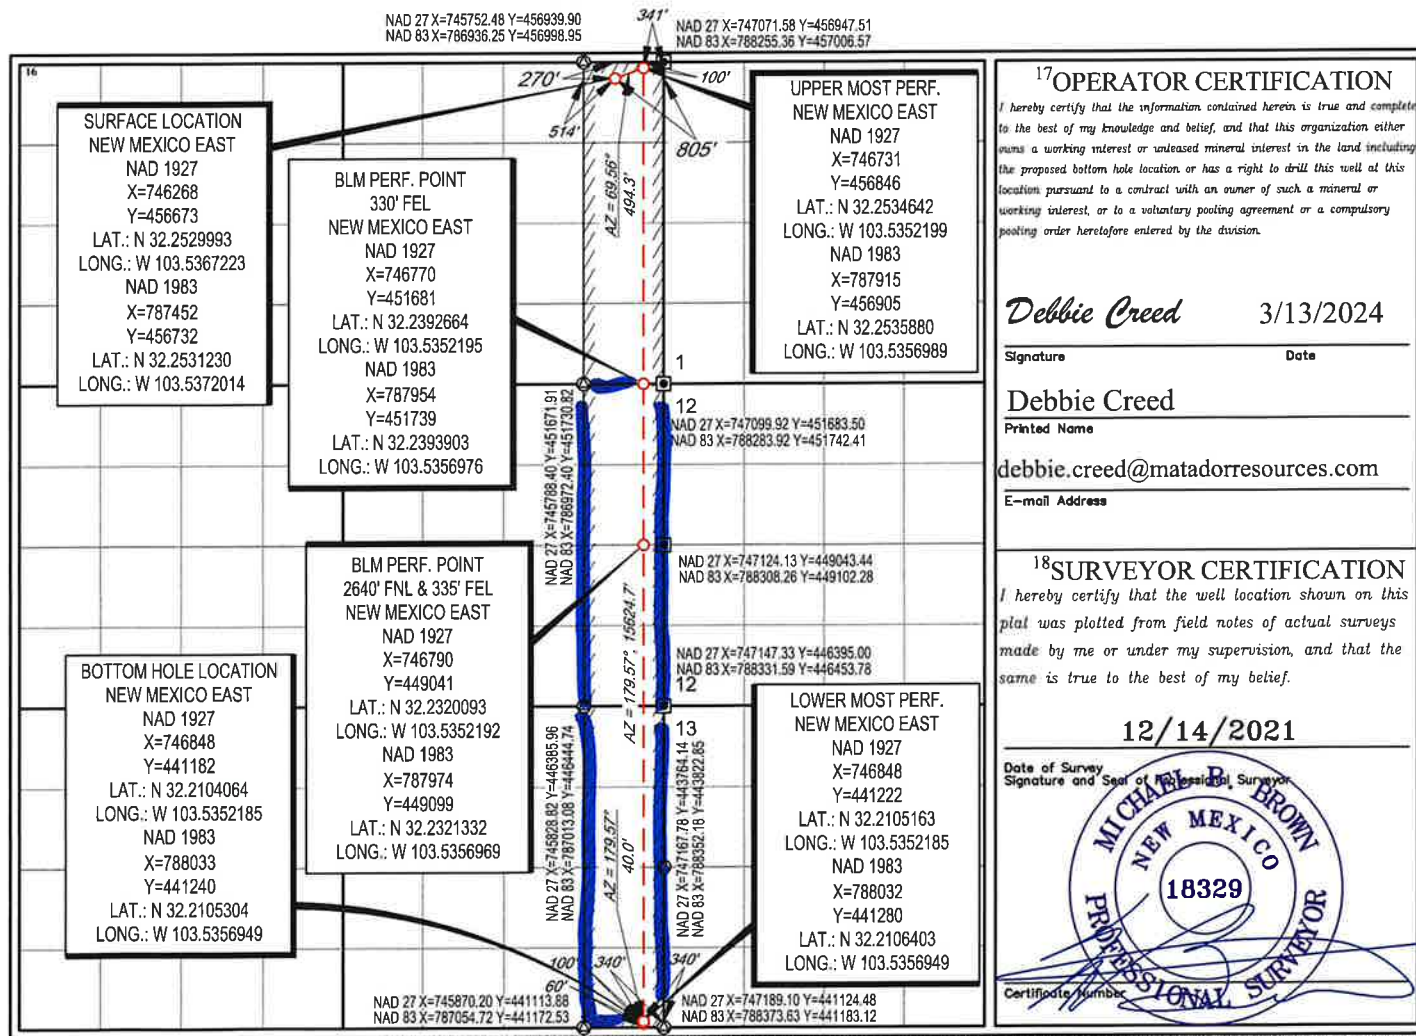 NAD 27 X=745752.48 Y=456939.90
NAD 83 X=786936.25 Y=456998.95
341'
NAD 27 X=747071.58 Y=456947.51
NAD 83 X=788255.36 Y=457006.57
16
270'
100'
514'
805'
AZ = 69.56°
494.3'
SURFACE LOCATION
NEW MEXICO EAST
NAD 1927
X=746268
Y=456673
LAT.: N 32.2529993
LONG.: W 103.5367223
NAD 1983
X=787452
Y=456732
LAT.: N 32.2531230
LONG.: W 103.5372014
BLM PERF. POINT
330' FEL
NEW MEXICO EAST
NAD 1927
X=746770
Y=451681
LAT.: N 32.2392664
LONG.: W 103.5352195
NAD 1983
X=787954
Y=451739
LAT.: N 32.2393903
LONG.: W 103.5356976
UPPER MOST PERF.
NEW MEXICO EAST
NAD 1927
X=746731
Y=456846
LAT.: N 32.2534642
LONG.: W 103.5352199
NAD 1983
X=787915
Y=456905
LAT.: N 32.2535880
LONG.: W 103.5356989
1
12
NAD 27 X=747099.92 Y=451683.50
NAD 83 X=788283.92 Y=451742.41
NAD 27 X=745788.40 Y=451671.91
NAD 83 X=786972.40 Y=451730.82
NAD 27 X=747124.13 Y=449043.44
NAD 83 X=788308.26 Y=449102.28
AZ = 179.57°, 15624.7'
BLM PERF. POINT
2640' FNL & 335' FEL
NEW MEXICO EAST
NAD 1927
X=746790
Y=449041
LAT.: N 32.2320093
LONG.: W 103.5352192
NAD 1983
X=787974
Y=449099
LAT.: N 32.2321332
LONG.: W 103.5356969
NAD 27 X=747147.33 Y=446395.00
NAD 83 X=788331.59 Y=446453.78
12
13
BOTTOM HOLE LOCATION
NEW MEXICO EAST
NAD 1927
X=746848
Y=441182
LAT.: N 32.2104064
LONG.: W 103.5352185
NAD 1983
X=788033
Y=441240
LAT.: N 32.2105304
LONG.: W 103.5356949
NAD 27 X=745828.82 Y=446385.96
NAD 83 X=787013.08 Y=446444.74
AZ = 179.57°
40.0'
NAD 27 X=747167.78 Y=443764.14
NAD 83 X=788352.16 Y=443822.85
LOWER MOST PERF.
NEW MEXICO EAST
NAD 1927
X=746848
Y=441222
LAT.: N 32.2105163
LONG.: W 103.5352185
NAD 1983
X=788032
Y=441280
LAT.: N 32.2106403
LONG.: W 103.5356949
100'
340'
60'
340'
NAD 27 X=745870.20 Y=441113.88
NAD 83 X=787054.72 Y=441172.53
NAD 27 X=747189.10 Y=441124.48
NAD 83 X=788373.63 Y=441183.12
17 OPERATOR CERTIFICATION
I hereby certify that the information contained herein is true and complete
to the best of my knowledge and belief, and that this organization either
owns a working interest or unleased mineral interest in the land including
the proposed bottom hole location or has a right to drill this well at this
location pursuant to a contract with an owner of such a mineral or
working interest, or to a voluntary pooling agreement or a compulsory
pooling order heretofore entered by the division.
Debbie Creed 3/13/2024
Signature Date
Debbie Creed
Printed Name
debbie.creed@matadorresources.com
E-mail Address
18 SURVEYOR CERTIFICATION
I hereby certify that the well location shown on this
plat was plotted from field notes of actual surveys
made by me or under my supervision, and that the
same is true to the best of my belief.
12/14/2021
Date of Survey
Signature and Seal of Professional Surveyor
MICHAEL B. BROWN
NEW MEXICO
18329
PROFESSIONAL SURVEYOR
Certificate Number